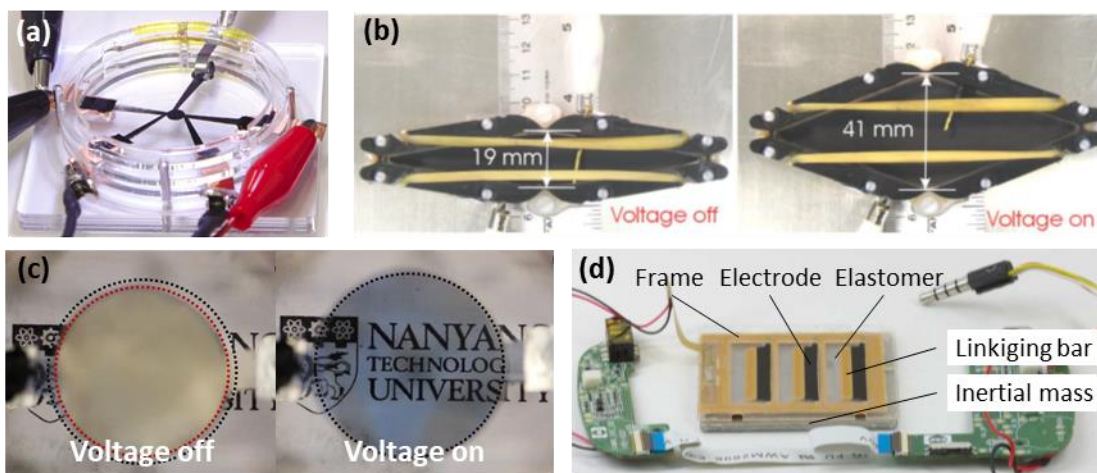 (a)
(b)
19 mm
Voltage off
41 mm
Voltage on
(c)
Voltage off
NANYAN
TECHNOLOG
UNIVERSITY
Voltage on
(d)
Frame Electrode Elastomer
Linkiging bar
Inertial mass